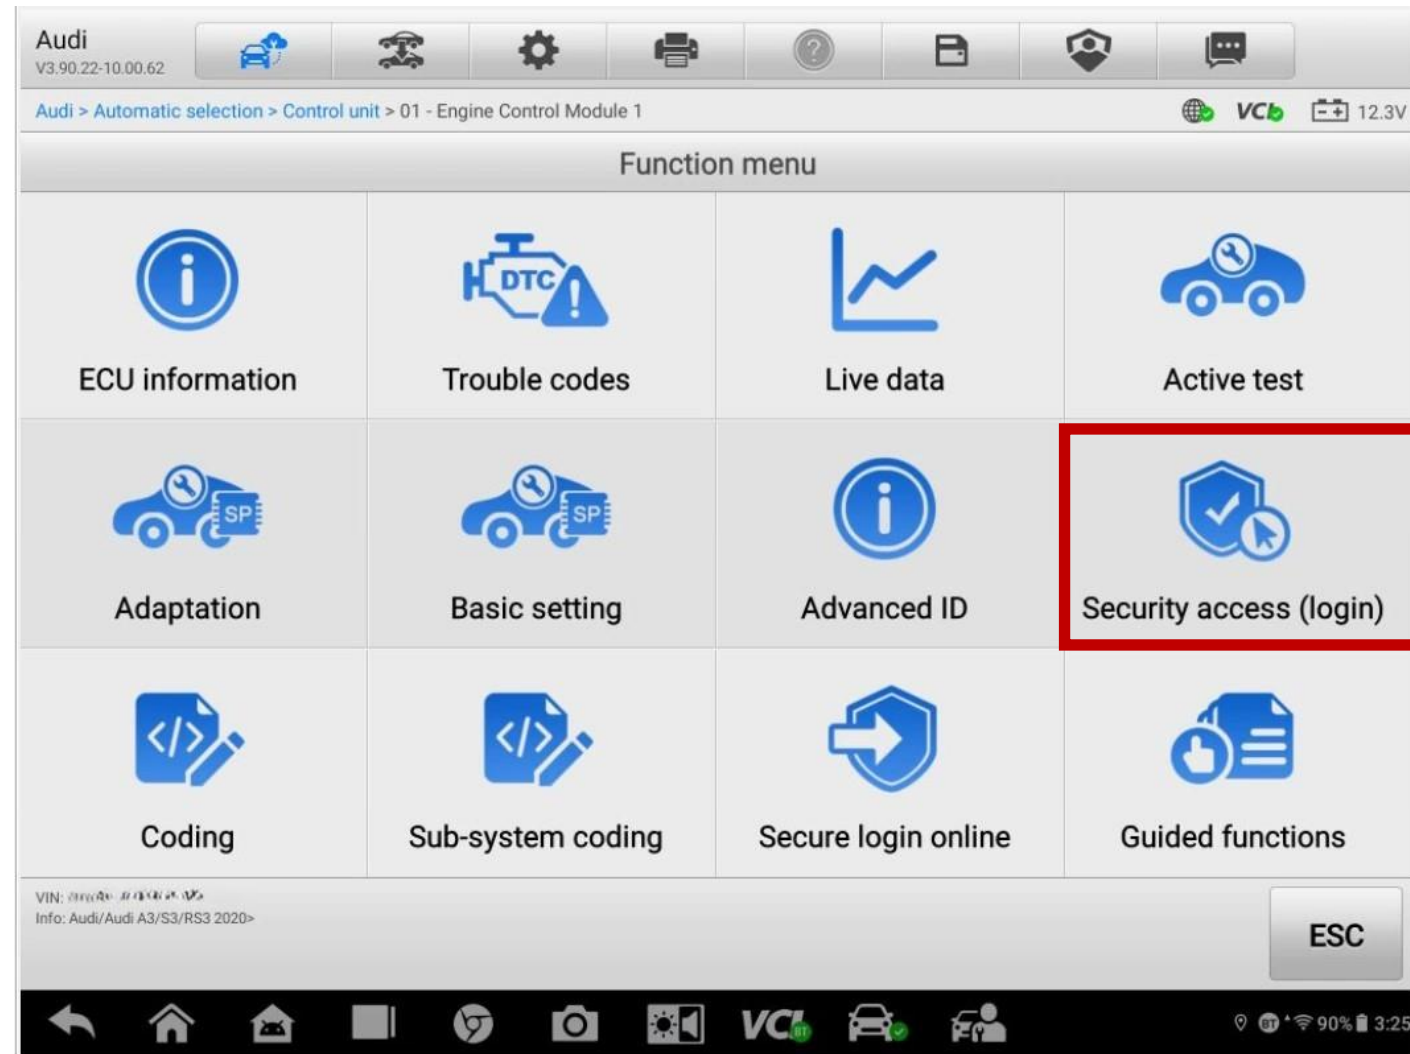 Audi
V3.90.22-10.00.62
Audi > Automatic selection > Control unit > 01 - Engine Control Module 1
VCI 12.3V
Function menu
DTC
ECU information Trouble codes Live data Active test
SP SP
Adaptation Basic setting Advanced ID Security access (login)
Coding Sub-system coding Secure login online Guided functions
VIN:
Info: Audi/Audi A3/S3/RS3 2020>
ESC
VCI BT BT 90% 3:25